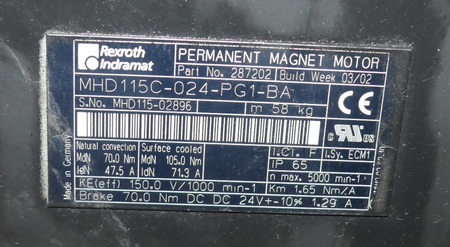 Rexroth
Indramat
PERMANENT MAGNET MOTOR
Part No. 287202 Build Week 03/02
MHD115C-024-PG1-BA
S.No. MHD115-02896 m 58 kg
CE
c RU us
Made in Germany
Natural convection Surface cooled I.Cl. F I.Sy. ECM1
MdN 70.0 Nm MdN 105.0 Nm IP 65
IdN 47.5 A IdN 71.3 A n max 5000 min-1
KE(eff) 150.0 V/1000 min-1 Km 1.65 Nm/A
Brake 70.0 Nm DC DC 24V+-10% 1.29 A